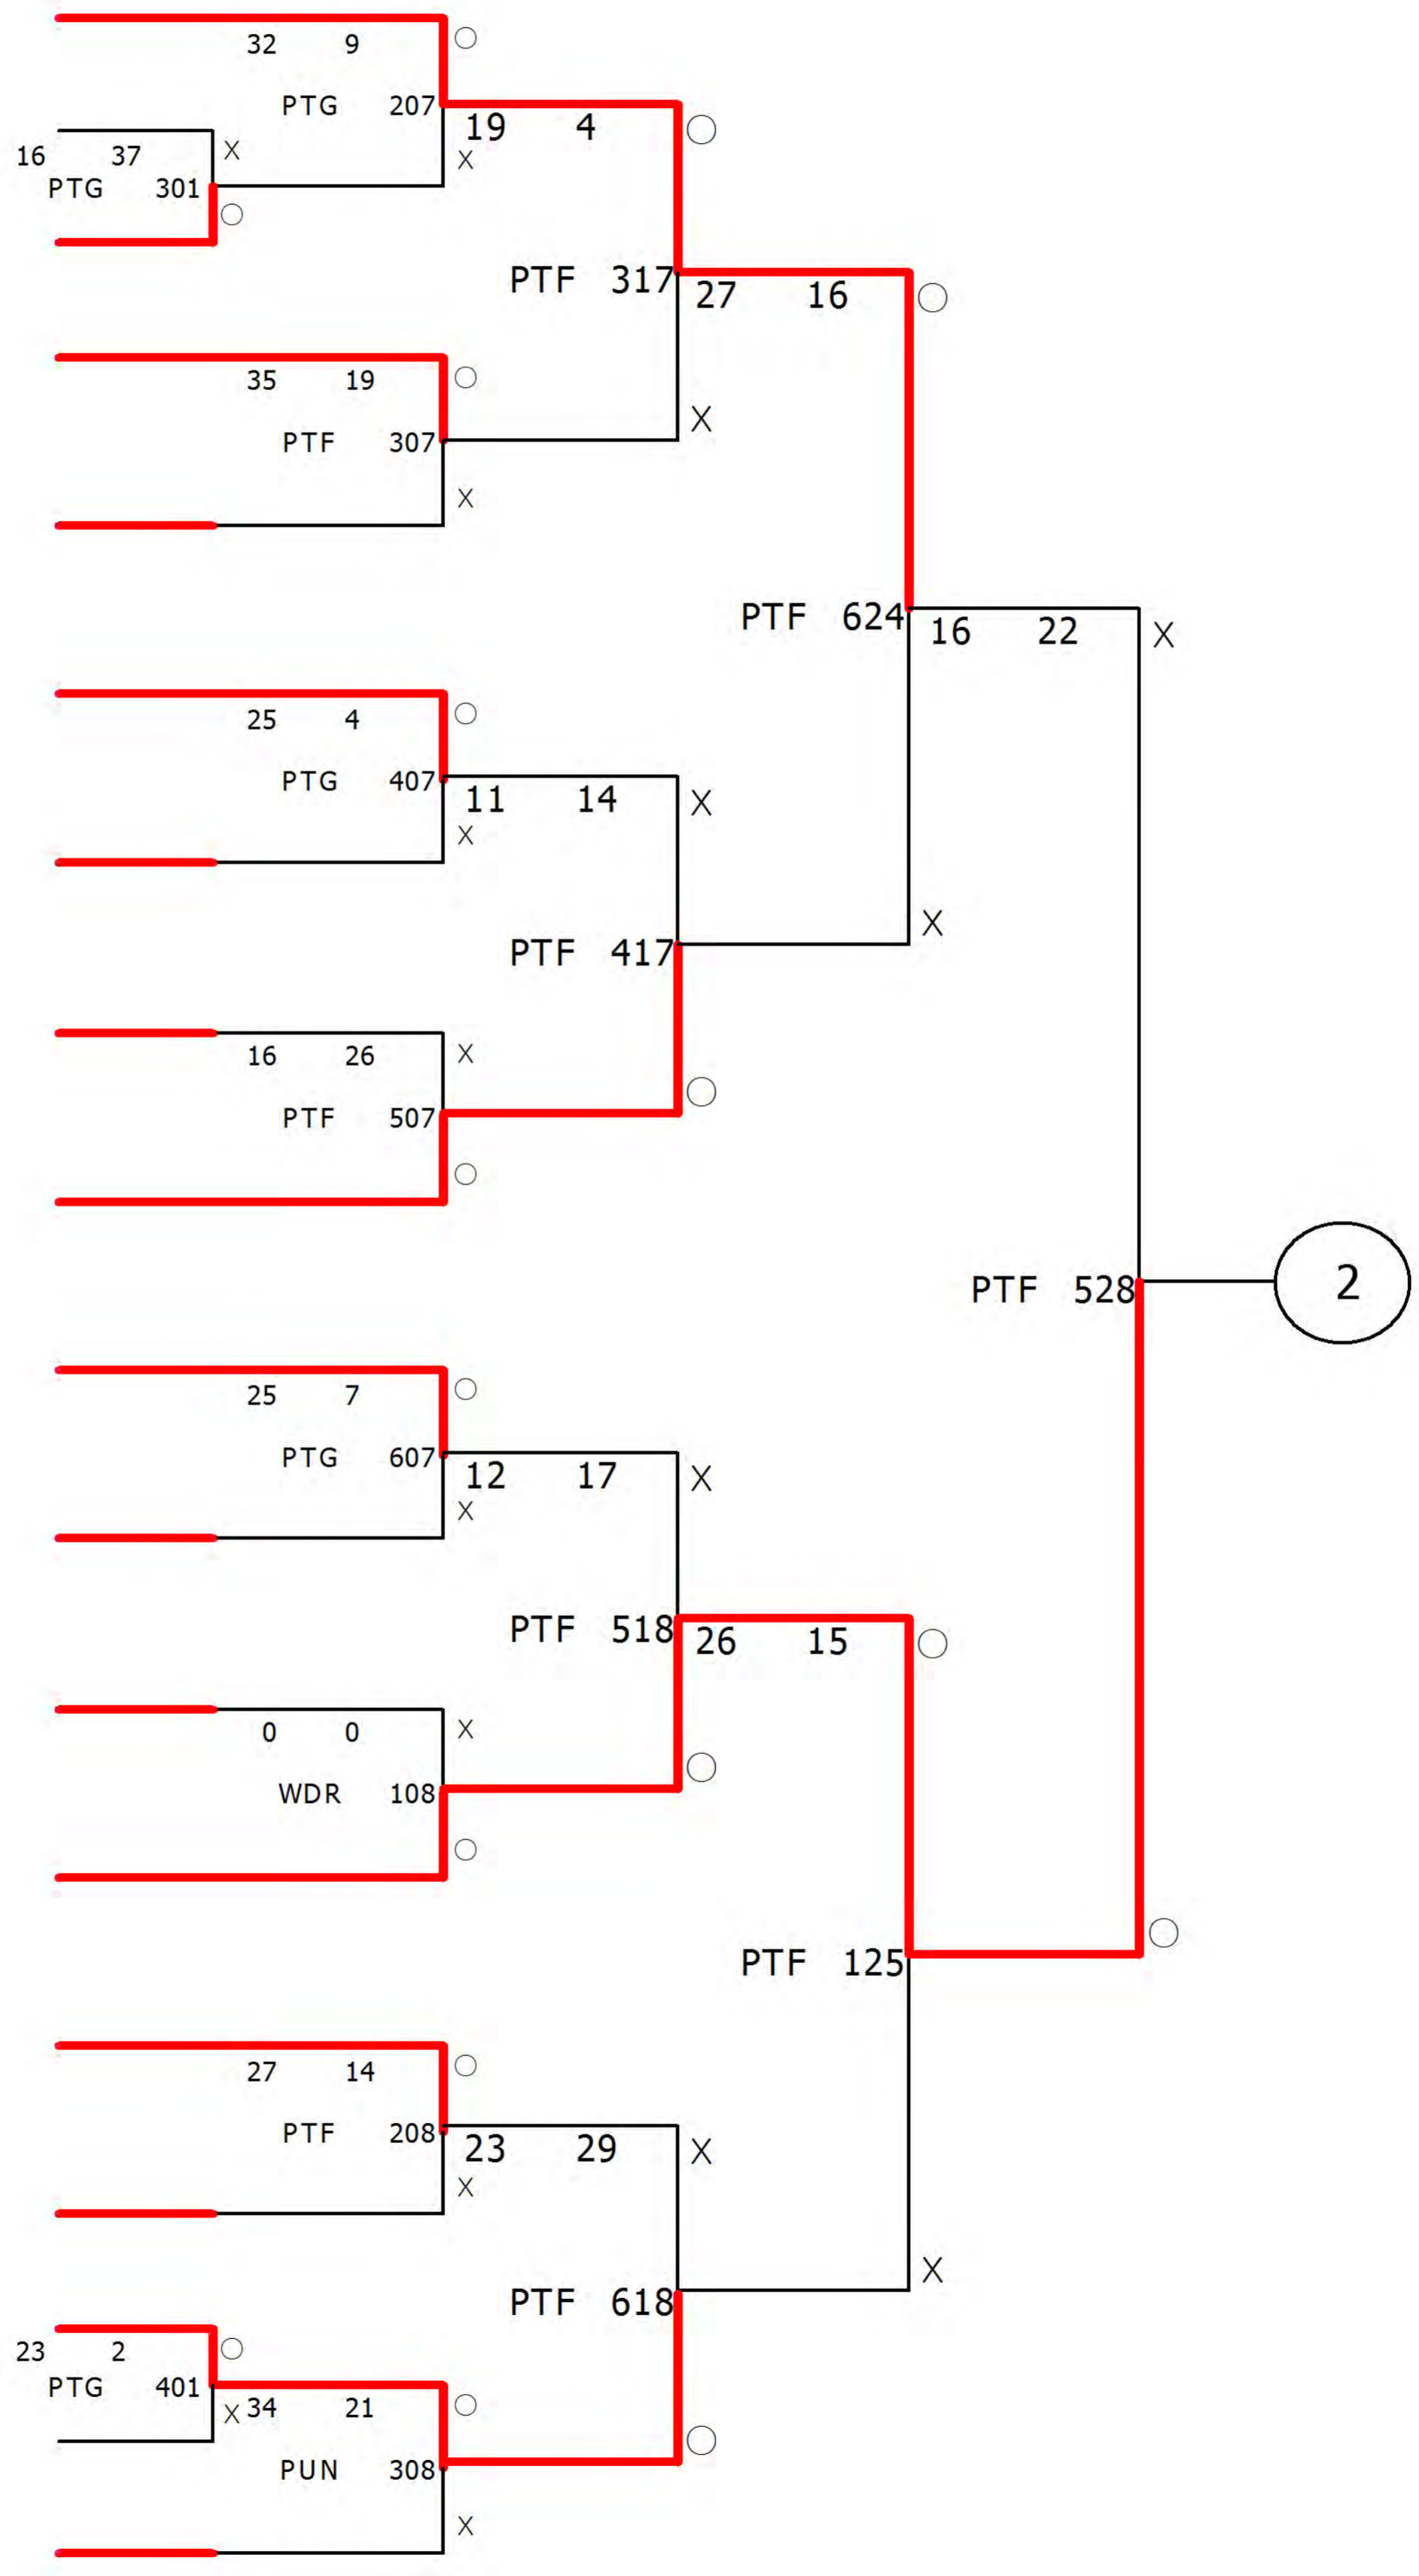 32 9 ○
PTG 207
19 4 ○
16 37 X
X
PTG 301
○
PTF 317
27 16 ○
35 19 ○
X
PTF 307
X
PTF 624
16 22 X
25 4 ○
PTG 407
11 14 X
X
X
PTF 417
16 26 X
○
PTF 507
○
PTF 528
2
25 7 ○
PTG 607
12 17 X
X
PTF 518
26 15 ○
0 0 X
○
WDR 108
○
○
PTF 125
27 14 ○
PTF 208
23 29 X
X
X
PTF 618
23 2 ○
PTG 401
X 34 21 ○
○
PUN 308
X